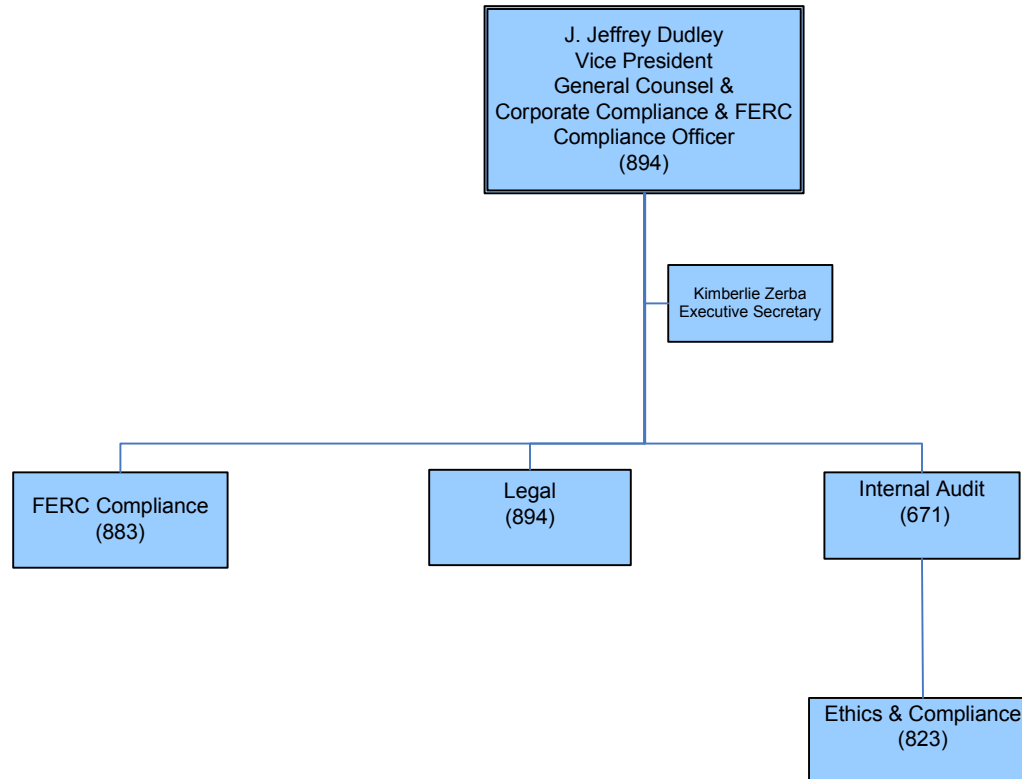 J. Jeffrey Dudley
Vice President
General Counsel &
Corporate Compliance & FERC
Compliance Officer
(894)
Kimberlie Zerba
Executive Secretary
FERC Compliance
(883)
Legal
(894)
Internal Audit
(671)
Ethics & Compliance
(823)